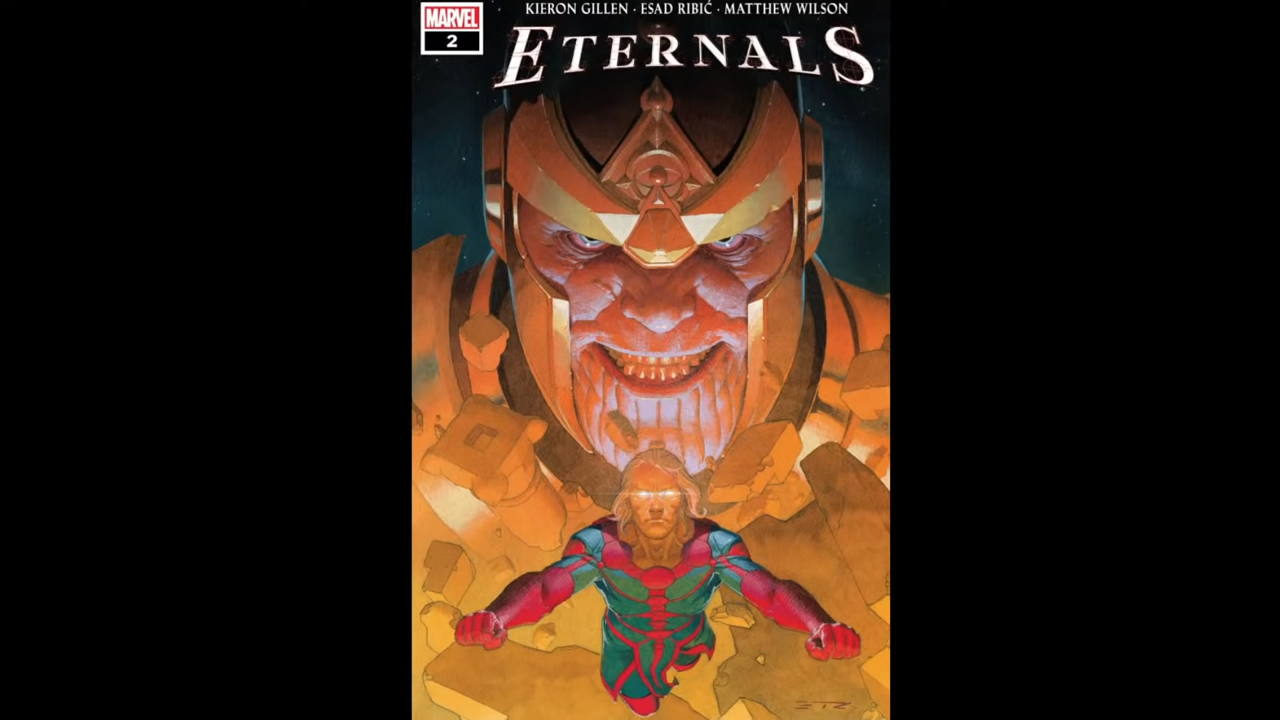 KIERON GILLEN · ESAD RIBIĆ · MATTHEW WILSON
MARVEL
2
ETERNALS